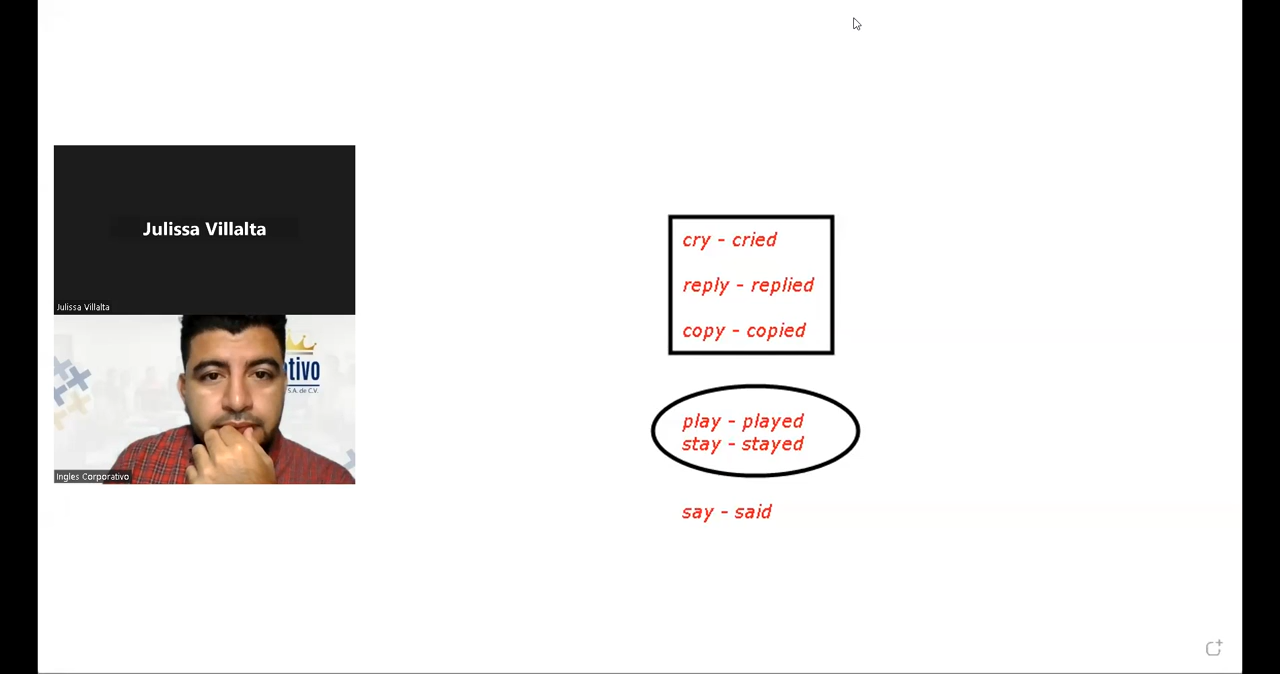 Julissa Villalta
Julissa Villalta
tivo
S.A. de C.V.
Ingles Corporativo
cry - cried
reply - replied
copy - copied
play - played
stay - stayed
say - said